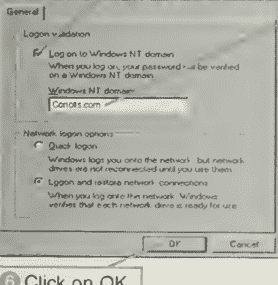 General
Logon validation
Log on to Windows NT domain
When you log on, your password will be verified
on a Windows NT domain.
Windows NT domain:
Network logon options
Quick logon
Windows logs you onto the network, but network
drives are not reconnected until you use them
Logon and restore network connections
When you log onto the network, Windows
verifies that each network drive is ready for use
OK
Cancel
6 Click on OK